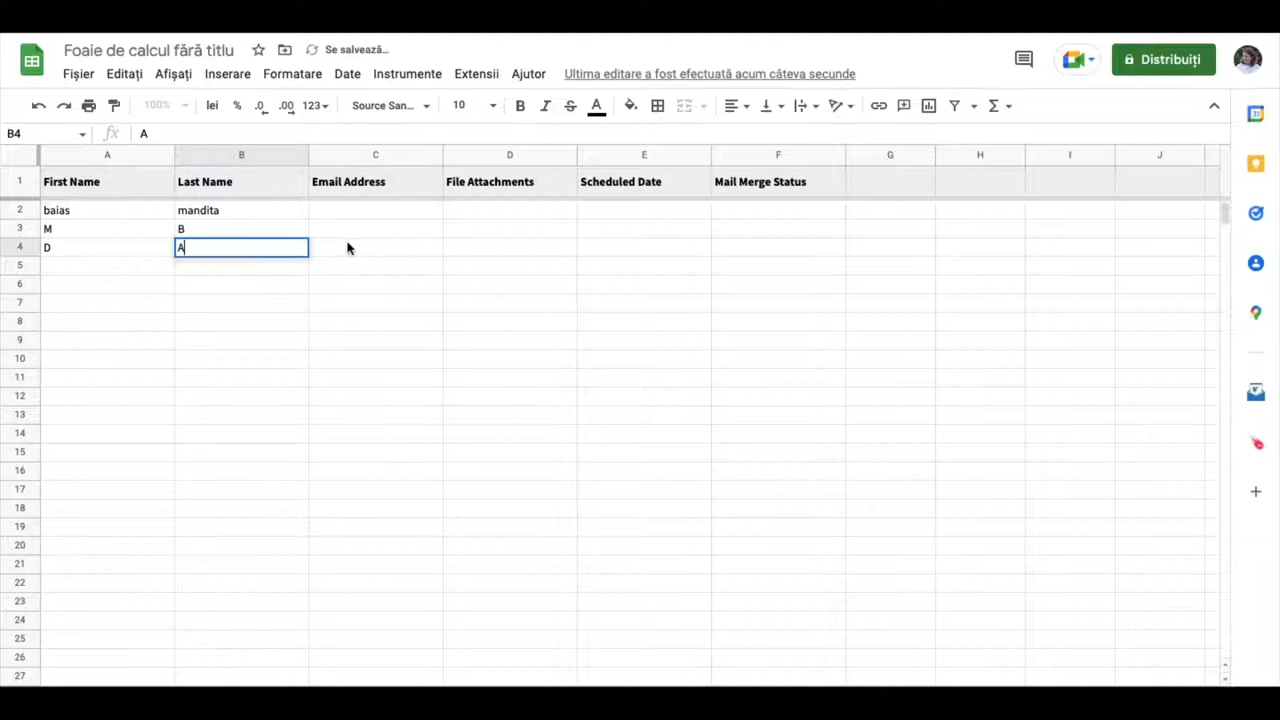 Foaie de calcul fără titlu Se salvează...
Fișier Editați Afișați Inserare Formatare Date Instrumente Extensii Ajutor Ultima editare a fost efectuată acum câteva secunde Distribuiți
100% lei % .0 .00 123 Source San... 10 B I S A
B4 fx A
A B C D E F G H I J
1 First Name Last Name Email Address File Attachments Scheduled Date Mail Merge Status
2 baias mandita
3 M B
4 D A
5
6
7
8
9
10
11
12
13
14
15
16
17
18
19
20
21
22
23
24
25
26
27